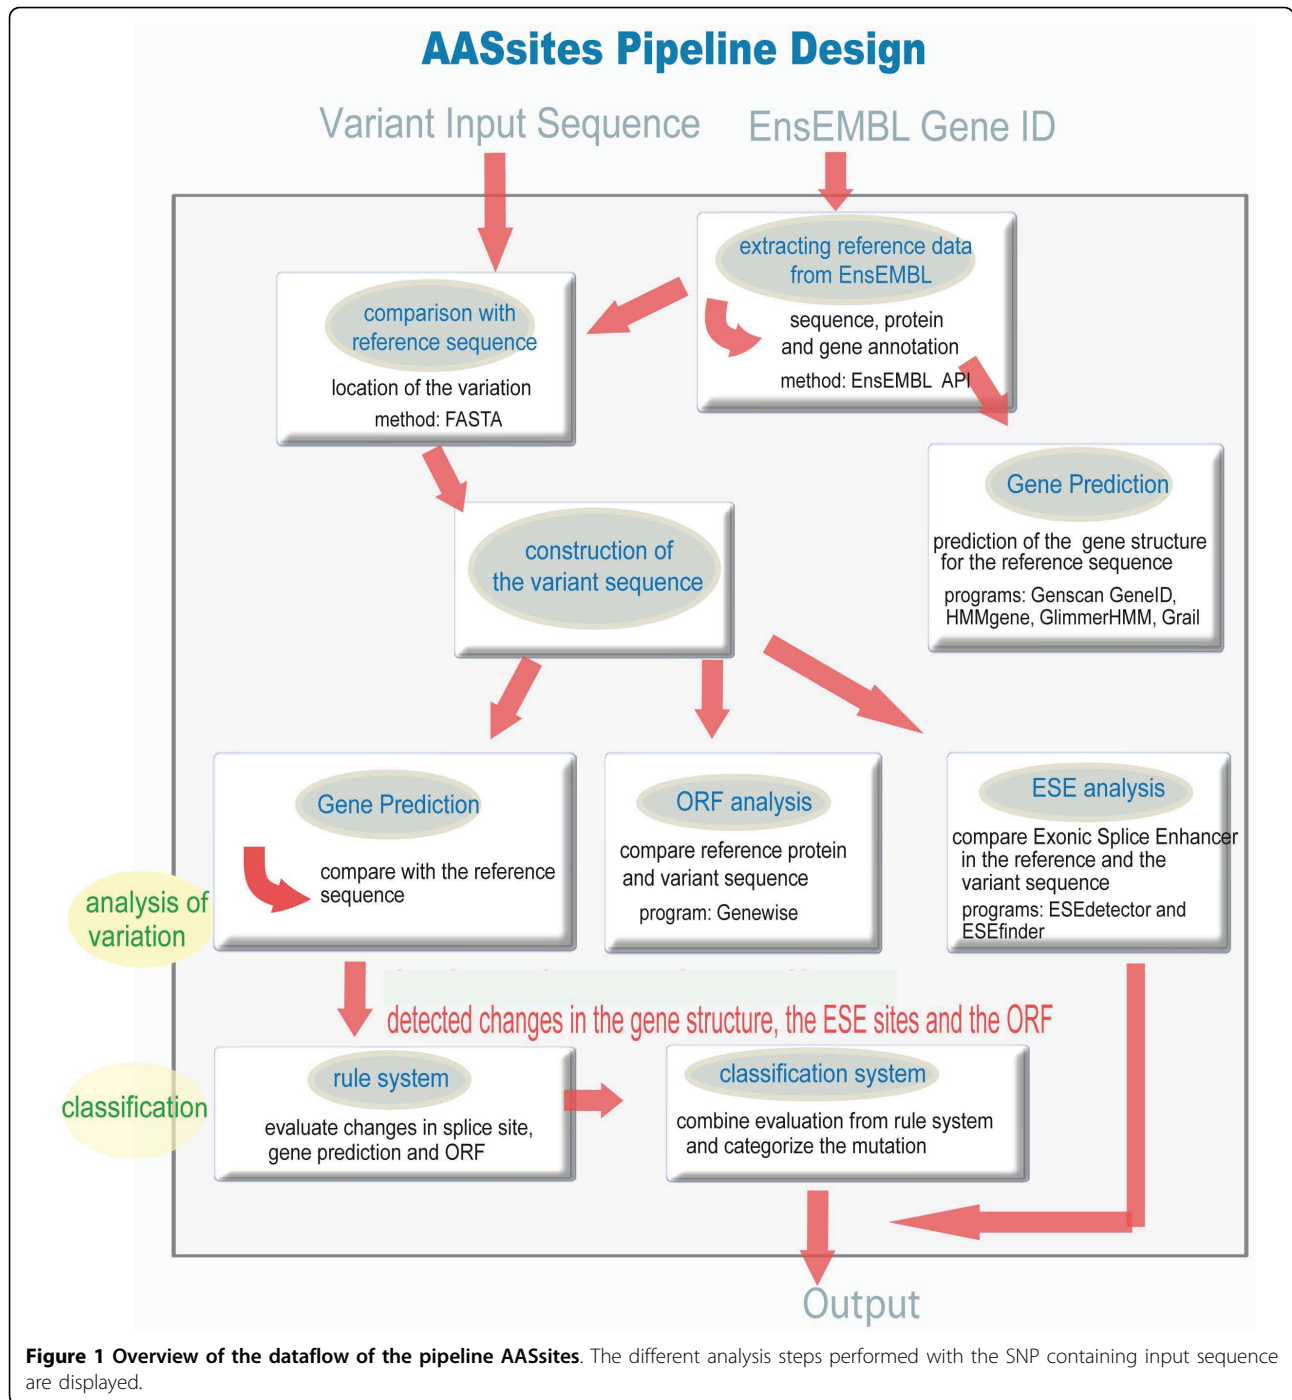 AASsites Pipeline Design
Variant Input Sequence
EnsEMBL Gene ID
extracting reference data
from EnsEMBL
sequence, protein
and gene annotation
method: EnsEMBL API
comparison with
reference sequence
location of the variation
method: FASTA
Gene Prediction
prediction of the gene structure
for the reference sequence
programs: Genscan GeneID,
HMMgene, GlimmerHMM, Grail
construction of
the variant sequence
Gene Prediction
compare with the reference
sequence
ORF analysis
compare reference protein
and variant sequence
program: Genewise
ESE analysis
compare Exonic Splice Enhancer
in the reference and the
variant sequence
programs: ESEdetector and
ESEfinder
analysis of
variation
detected changes in the gene structure, the ESE sites and the ORF
classification
rule system
evaluate changes in splice site,
gene prediction and ORF
classification system
combine evaluation from rule system
and categorize the mutation
Output
Figure 1 Overview of the dataflow of the pipeline AASsites. The different analysis steps performed with the SNP containing input sequence
are displayed.